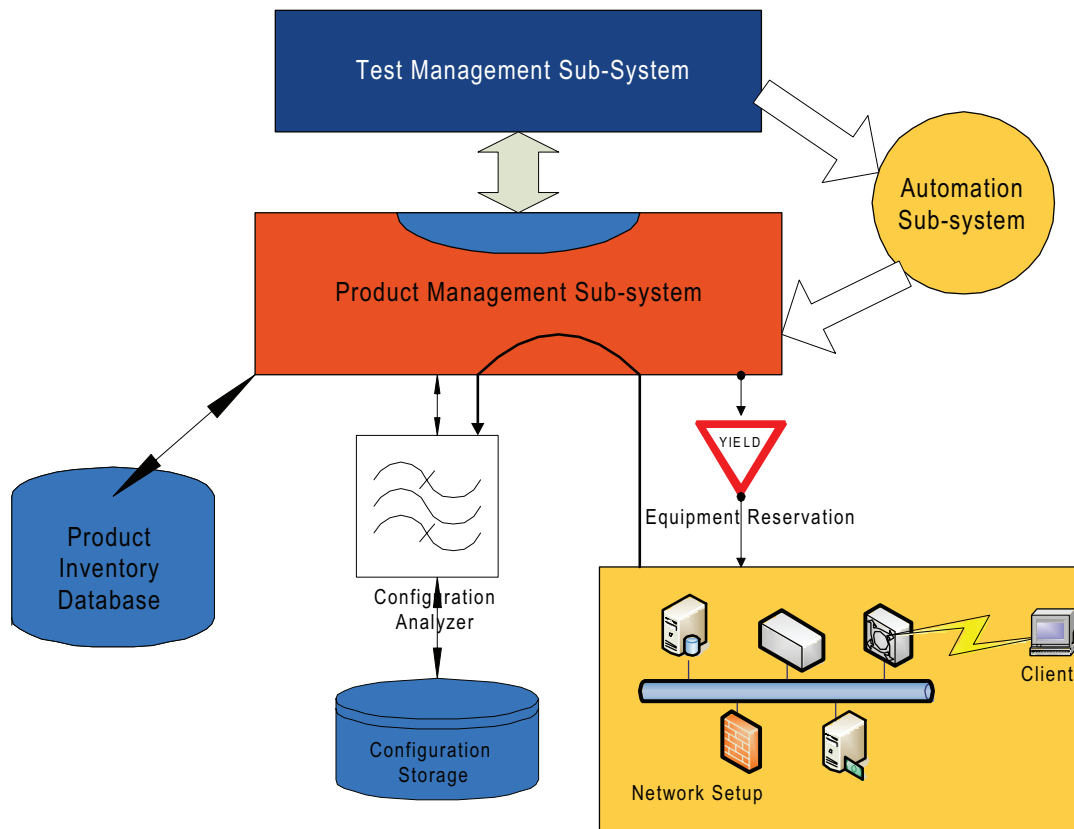 Test Management Sub-System
Automation
Sub-system
Product Management Sub-system
YIELD
Equipment Reservation
Product
Inventory
Database
Configuration
Analyzer
Configuration
Storage
Client
Network Setup